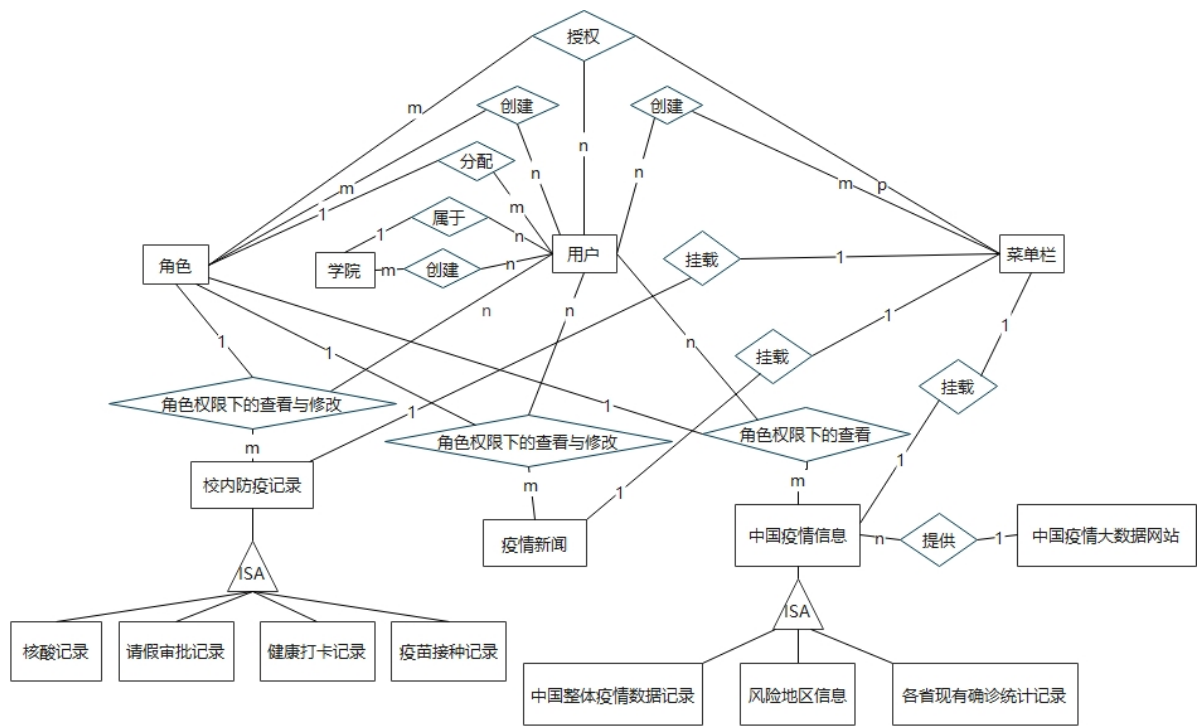 授权
m
n
p
创建
m
n
创建
n
m
分配
1
m
属于
1
n
创建
m
n
角色
学院
用户
菜单栏
挂载
1
1
挂载
1
1
挂载
1
1
1
n
1
n
1
n
角色权限下的查看与修改
m
角色权限下的查看与修改
m
角色权限下的查看
m
校内防疫记录
疫情新闻
中国疫情信息
n
提供
1
中国疫情大数据网站
ISA
核酸记录
请假审批记录
健康打卡记录
疫苗接种记录
ISA
中国整体疫情数据记录
风险地区信息
各省现有确诊统计记录